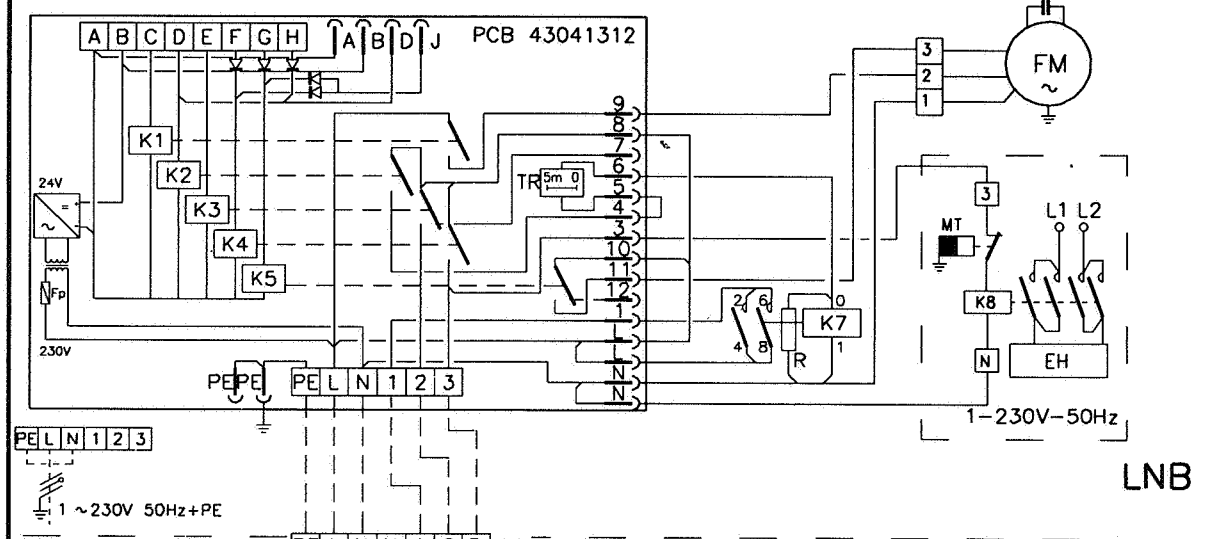 A B C D E F G H A B D J PCB 43041312
3
2
1
FM
~
9
8
7
6
5
4
3
10
11
12
1
L
L
N
N
K1
K2
K3
K4
K5
TR 5m 0
24V
=
~
Fp
230V
PE PE PE L N 1 2 3
2 6
4 8
R
0
K7
1
3
MT
L1 L2
K8
N
EH
1-230V-50Hz
LNB
PE L N 1 2 3
1 ~230V 50Hz+PE